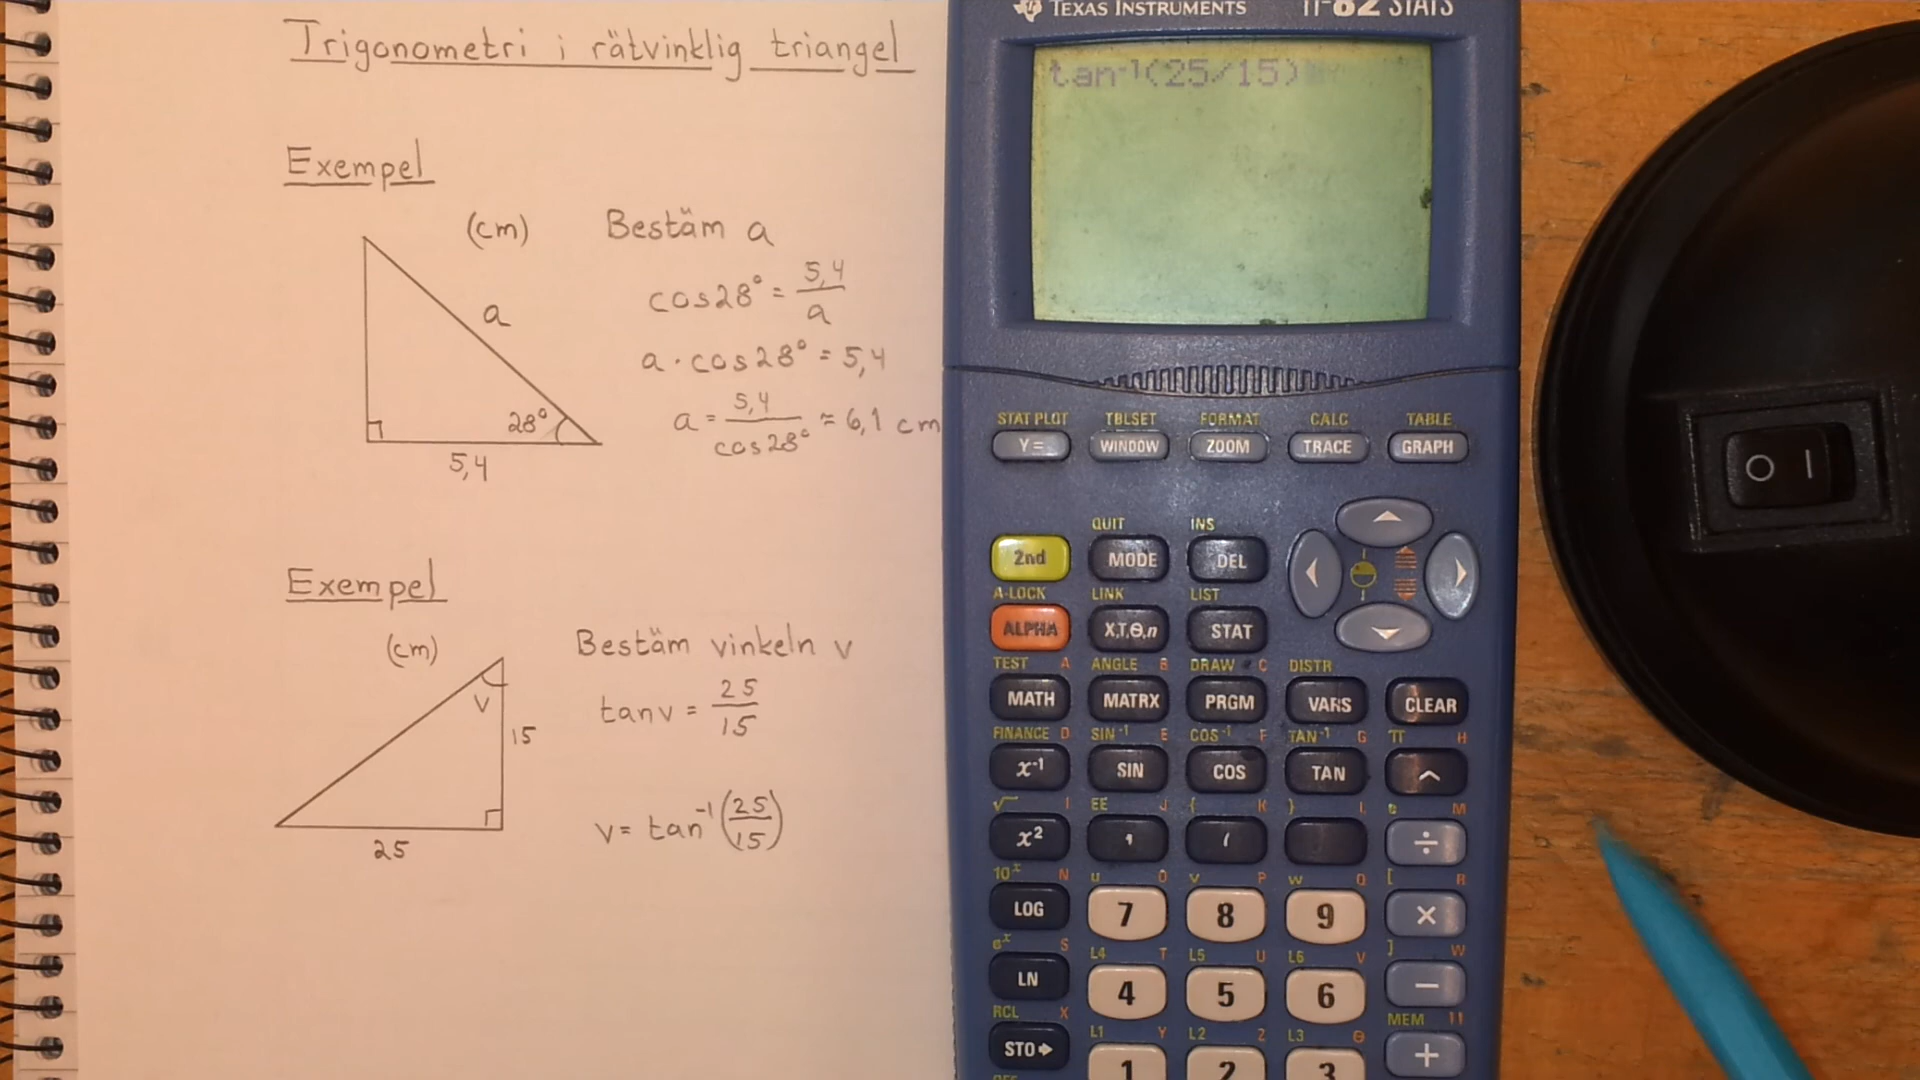 Trigonometri i rätvinklig triangel
Exempel
(cm)
a
28°
5,4
Bestäm a
cos28° = 5,4/a
a · cos28° = 5,4
a = 5,4/cos28° ≈ 6,1 cm
Exempel
(cm)
v
15
25
Bestäm vinkeln v
tanv = 25/15
v = tan⁻¹(25/15)
TEXAS INSTRUMENTS TI-82 STATS
tan⁻¹(25/15)
STAT PLOT TBLSET FORMAT CALC TABLE
Y= WINDOW ZOOM TRACE GRAPH
QUIT INS
2nd MODE DEL
A-LOCK LINK LIST
ALPHA X,T,Θ,n STAT
TEST A ANGLE B DRAW C DISTR
MATH MATRX PRGM VARS CLEAR
FINANCE D SIN⁻¹ E COS⁻¹ F TAN⁻¹ G π H
x⁻¹ SIN COS TAN ^
√ I EE J { K } L e M
x² , ( ÷
10ˣ N u O v P w Q [ R
LOG 7 8 9 ×
eˣ S L4 T L5 U L6 V ] W
LN 4 5 6 −
RCL X L1 Y L2 Z L3 Θ MEM "
STO➔ 1 2 3 +
O I